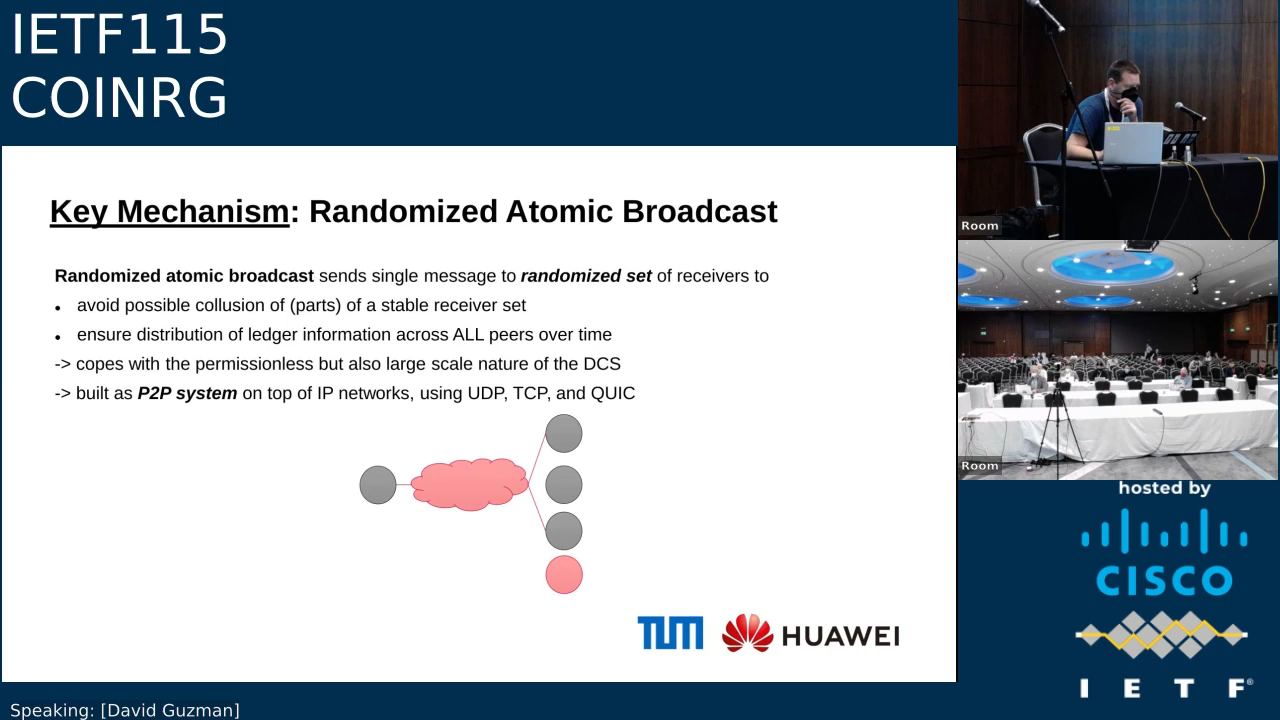 IETF115
COINRG
Key Mechanism: Randomized Atomic Broadcast
Randomized atomic broadcast sends single message to randomized set of receivers to
• avoid possible collusion of (parts) of a stable receiver set
• ensure distribution of ledger information across ALL peers over time
-> copes with the permissionless but also large scale nature of the DCS
-> built as P2P system on top of IP networks, using UDP, TCP, and QUIC
TUM
HUAWEI
Speaking: [David Guzman]
Room
Room
hosted by
CISCO
I E T F®